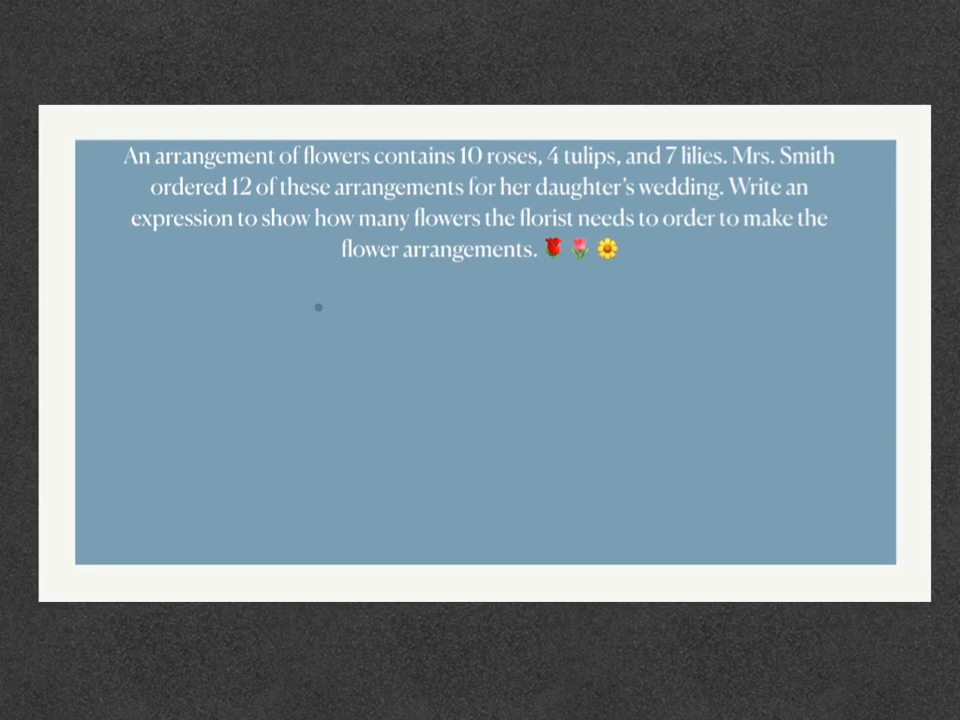 An arrangement of flowers contains 10 roses, 4 tulips, and 7 lilies. Mrs. Smith
ordered 12 of these arrangements for her daughter's wedding. Write an
expression to show how many flowers the florist needs to order to make the
flower arrangements. 🌹🌷🌼